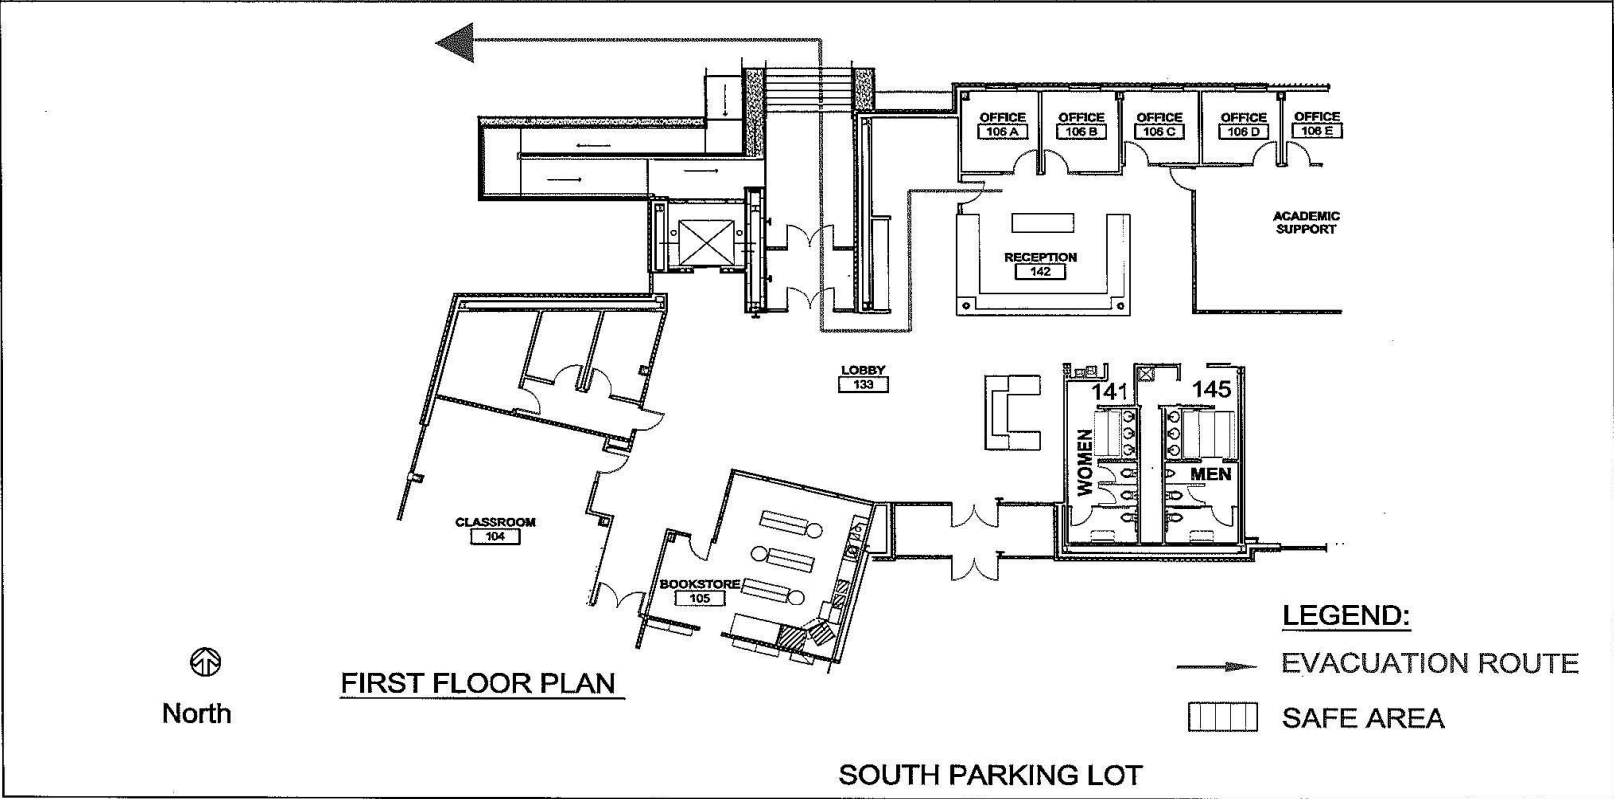 OFFICE
106 A
OFFICE
106 B
OFFICE
106 C
OFFICE
106 D
OFFICE
106 E
ACADEMIC
SUPPORT
RECEPTION
142
LOBBY
133
141
145
WOMEN
MEN
CLASSROOM
104
BOOKSTORE
105
LEGEND:
EVACUATION ROUTE
SAFE AREA
North
FIRST FLOOR PLAN
SOUTH PARKING LOT